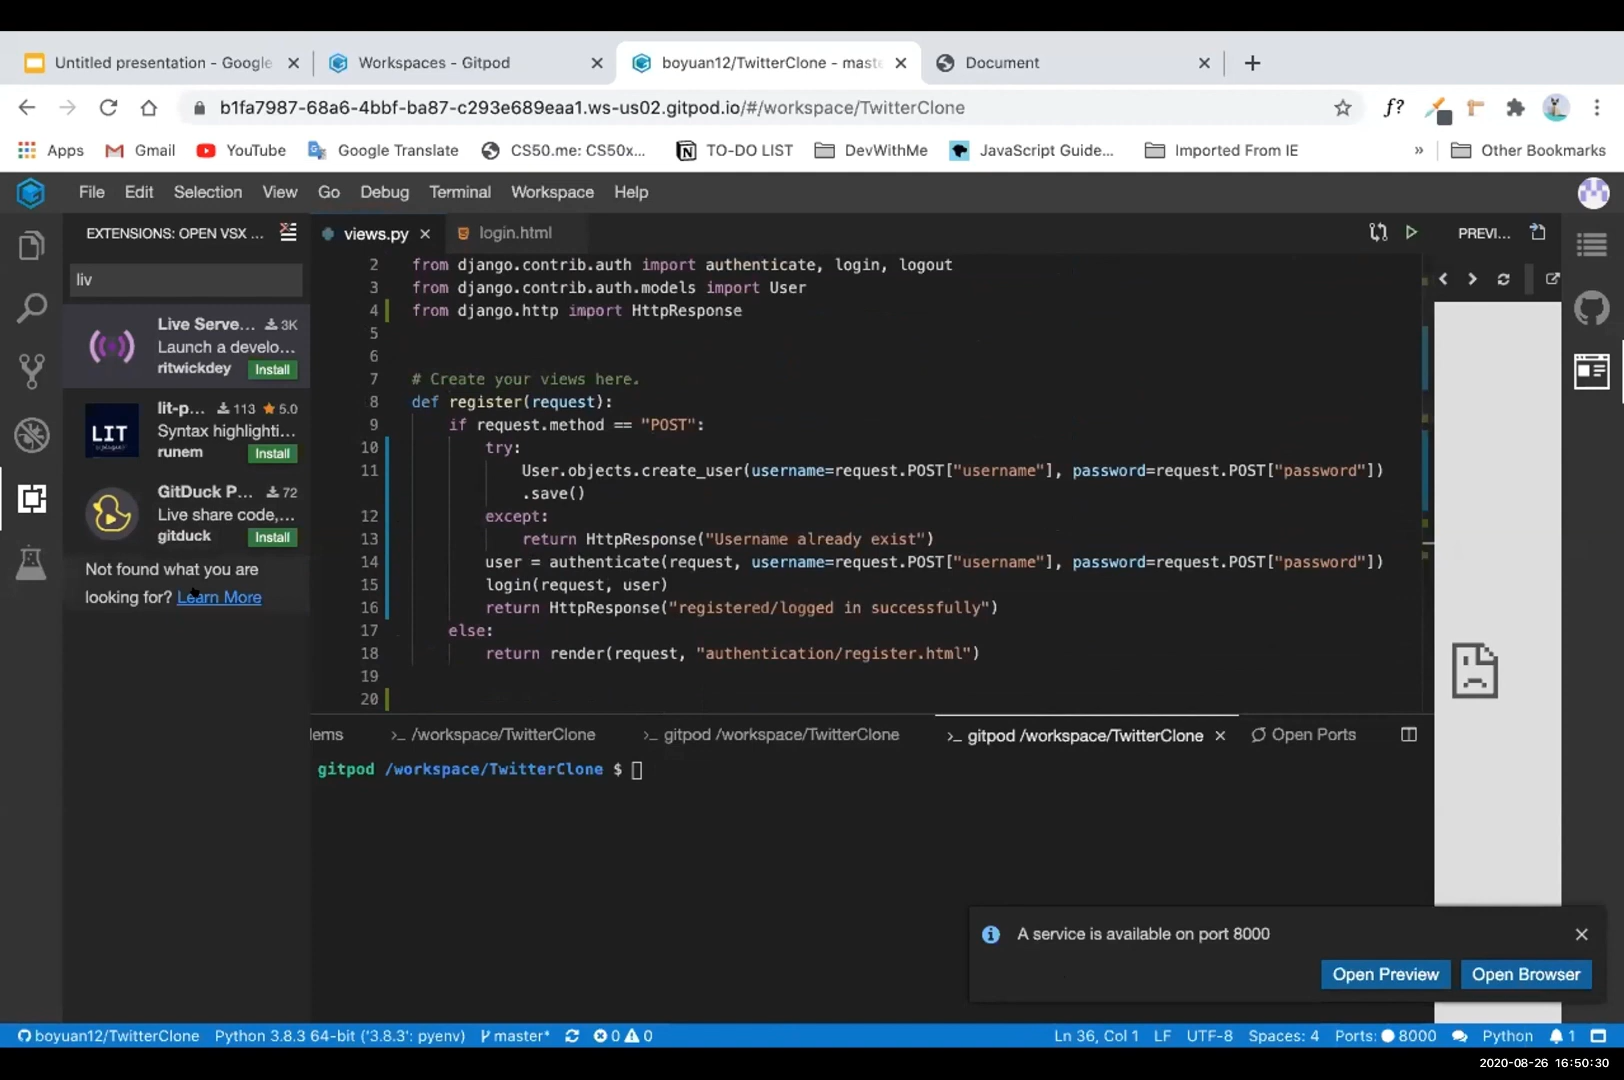 Untitled presentation - Google
Workspaces - Gitpod
boyuan12/TwitterClone - maste
Document
b1fa7987-68a6-4bbf-ba87-c293e689eaa1.ws-us02.gitpod.io/#/workspace/TwitterClone
f?
Apps Gmail YouTube Google Translate CS50.me: CS50x... TO-DO LIST DevWithMe JavaScript Guide... Imported From IE » Other Bookmarks
File Edit Selection View Go Debug Terminal Workspace Help
EXTENSIONS: OPEN VSX ...
views.py
login.html
PREVI...
liv
Live Serve... 3K
Launch a develo...
ritwickdey Install
lit-p... 113 5.0
LIT
Syntax highlighti...
runem Install
GitDuck P... 72
Live share code,...
gitduck Install
Not found what you are
looking for? Learn More
2 from django.contrib.auth import authenticate, login, logout
3 from django.contrib.auth.models import User
4 from django.http import HttpResponse
5
6
7 # Create your views here.
8 def register(request):
9 if request.method == "POST":
10 try:
11 User.objects.create_user(username=request.POST["username"], password=request.POST["password"])
.save()
12 except:
13 return HttpResponse("Username already exist")
14 user = authenticate(request, username=request.POST["username"], password=request.POST["password"])
15 login(request, user)
16 return HttpResponse("registered/logged in successfully")
17 else:
18 return render(request, "authentication/register.html")
19
20
lems >_ /workspace/TwitterClone >_ gitpod /workspace/TwitterClone >_ gitpod /workspace/TwitterClone Open Ports
gitpod /workspace/TwitterClone $
A service is available on port 8000
Open Preview Open Browser
boyuan12/TwitterClone Python 3.8.3 64-bit ('3.8.3': pyenv) master* 0 0 Ln 36, Col 1 LF UTF-8 Spaces: 4 Ports: 8000 Python 1
2020-08-26 16:50:30